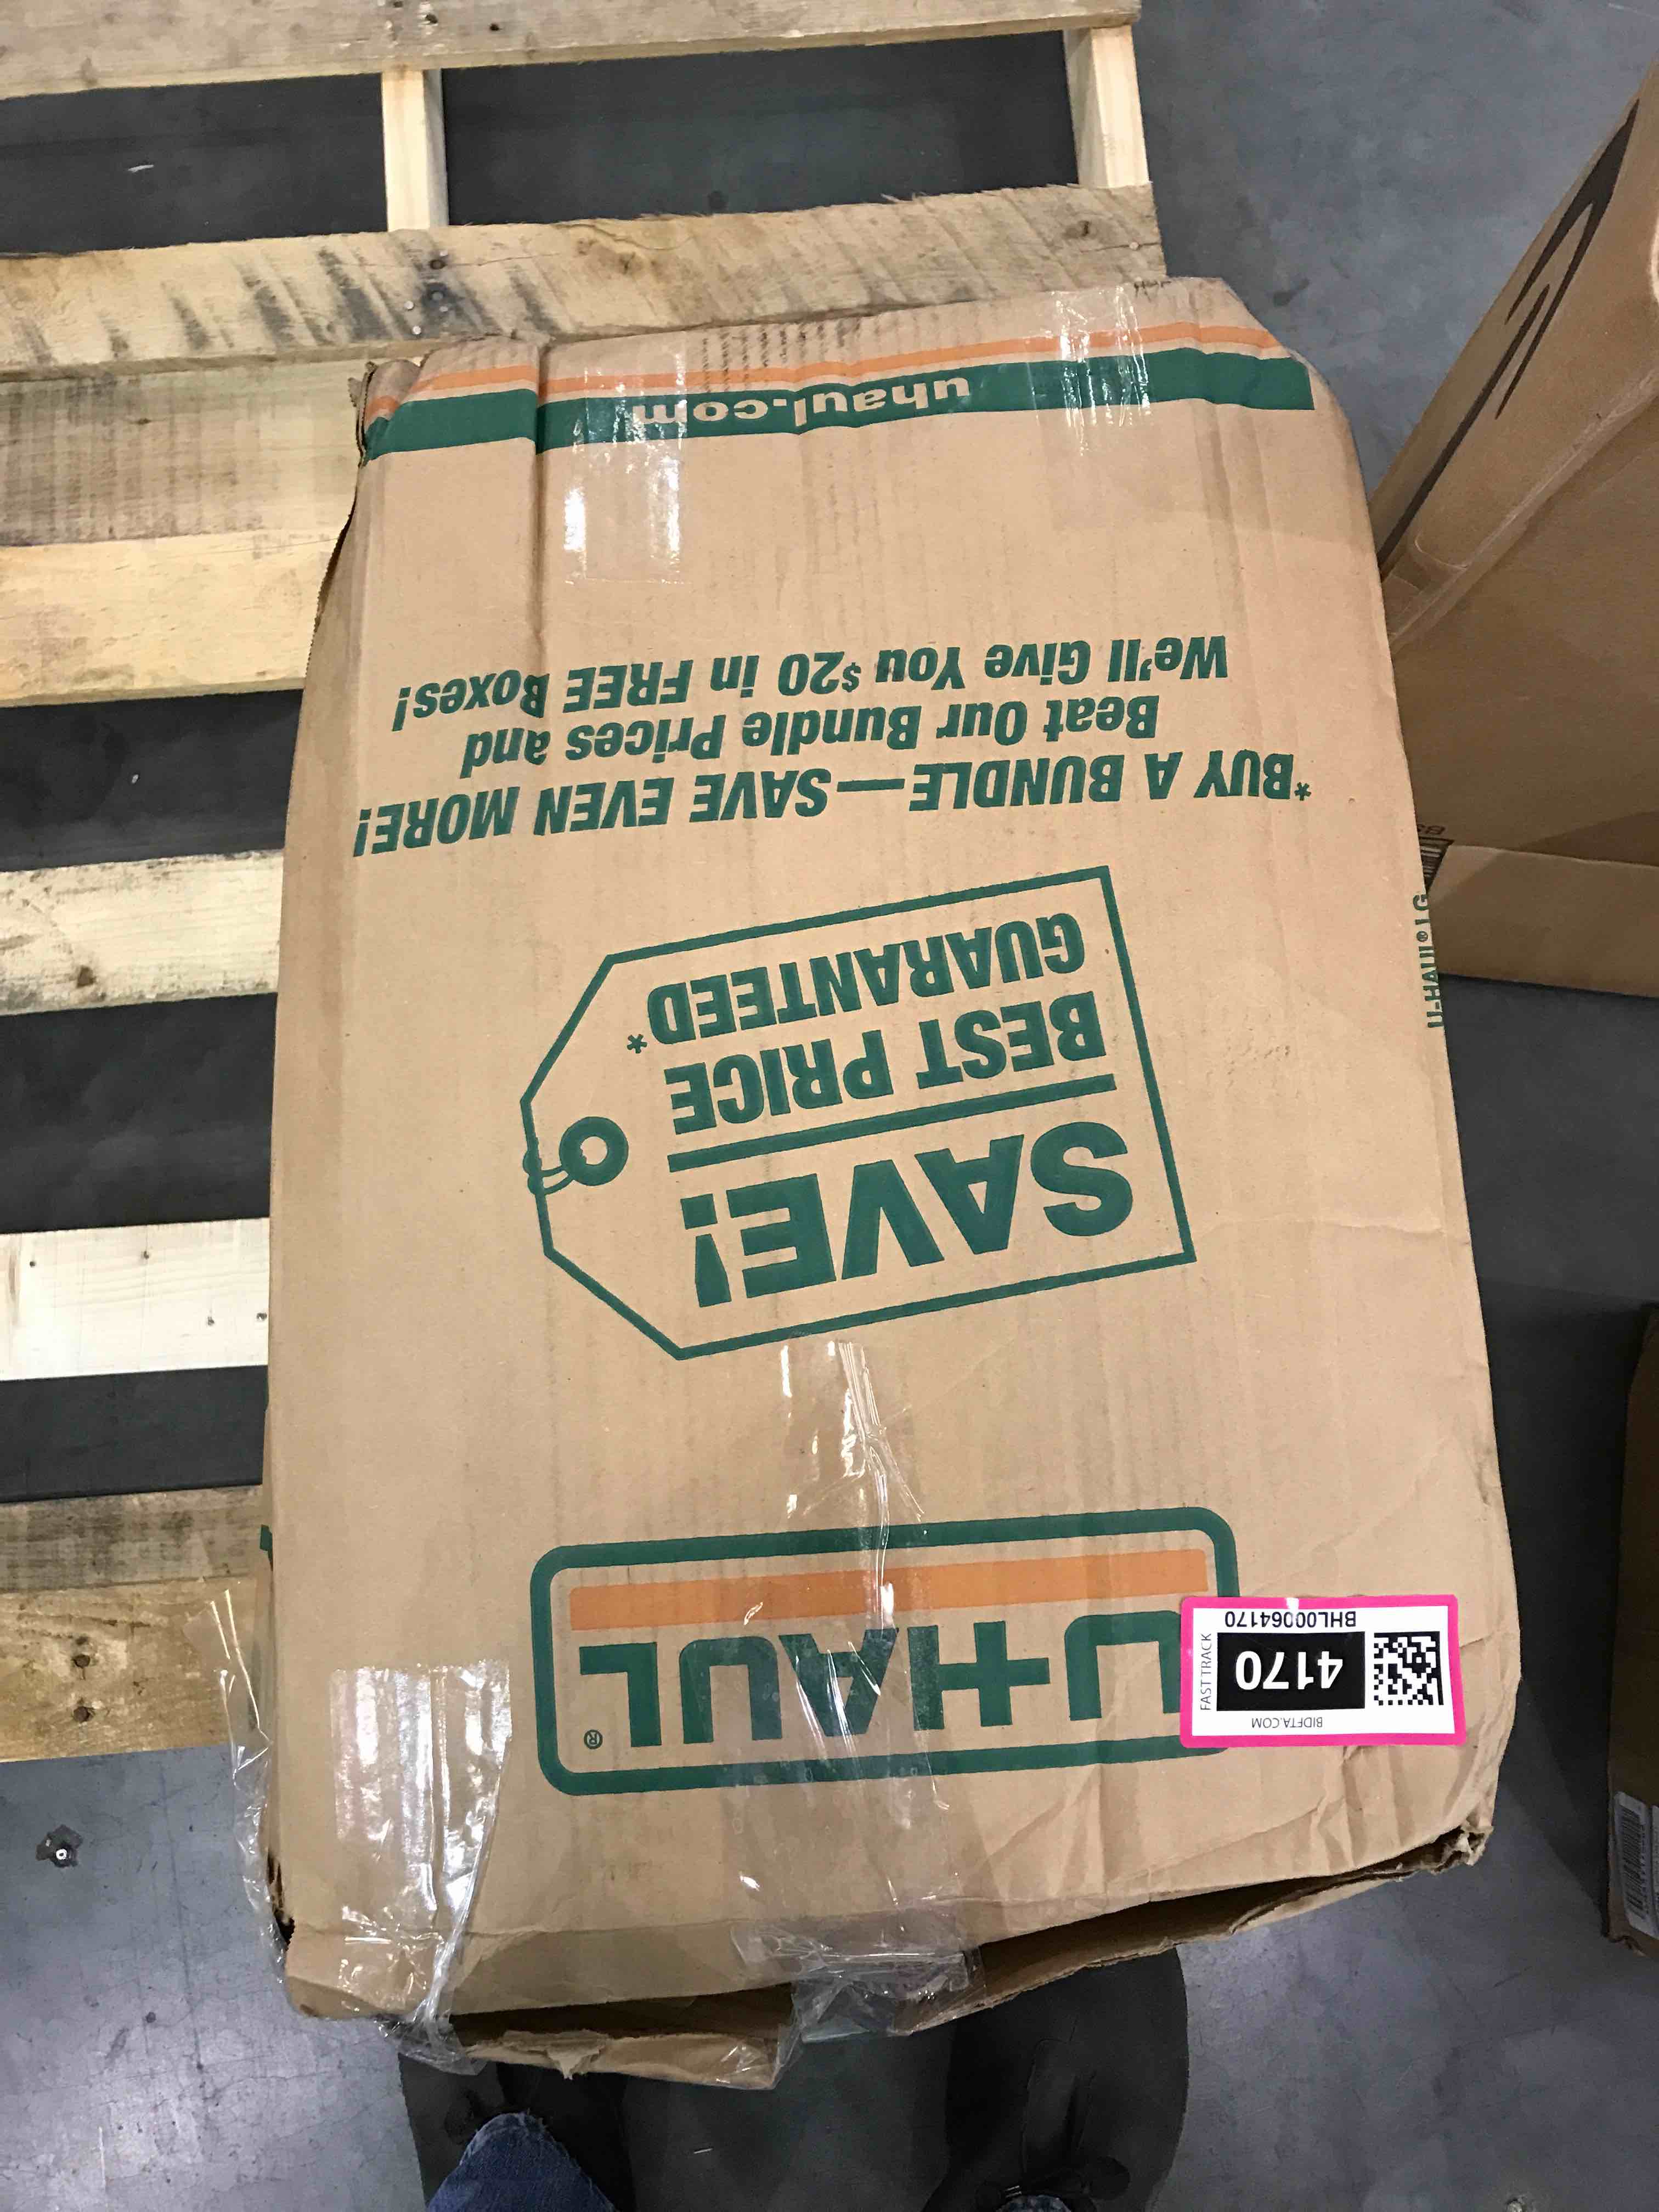 U-HAUL®
SAVE!
BEST PRICE
GUARANTEED*
*BUY A BUNDLE—SAVE EVEN MORE!
Beat Our Bundle Prices and
We'll Give You $20 in FREE Boxes!
uhaul.com
BIDFTA.COM
4170
FAST TRACK
BHL00064170
U-HAUL®